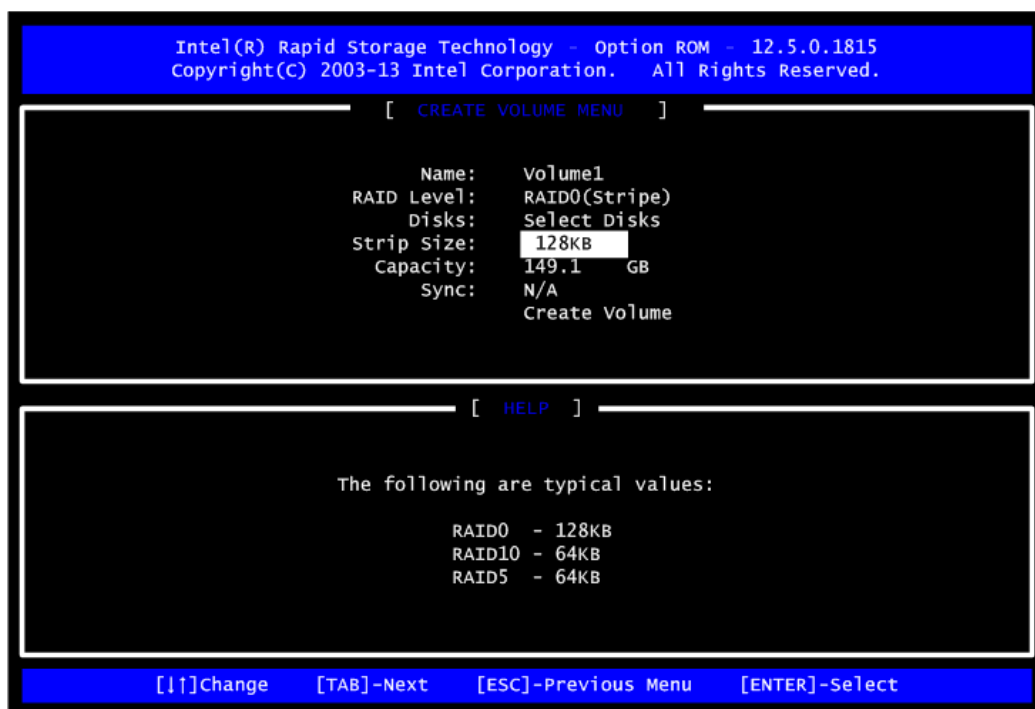 Intel(R) Rapid Storage Technology - Option ROM - 12.5.0.1815
Copyright(C) 2003-13 Intel Corporation. All Rights Reserved.
[ CREATE VOLUME MENU ]
Name: Volume1
RAID Level: RAID0(Stripe)
Disks: Select Disks
Strip Size: 128KB
Capacity: 149.1 GB
Sync: N/A
Create Volume
[ HELP ]
The following are typical values:
RAID0 - 128KB
RAID10 - 64KB
RAID5 - 64KB
[↓↑]Change [TAB]-Next [ESC]-Previous Menu [ENTER]-Select